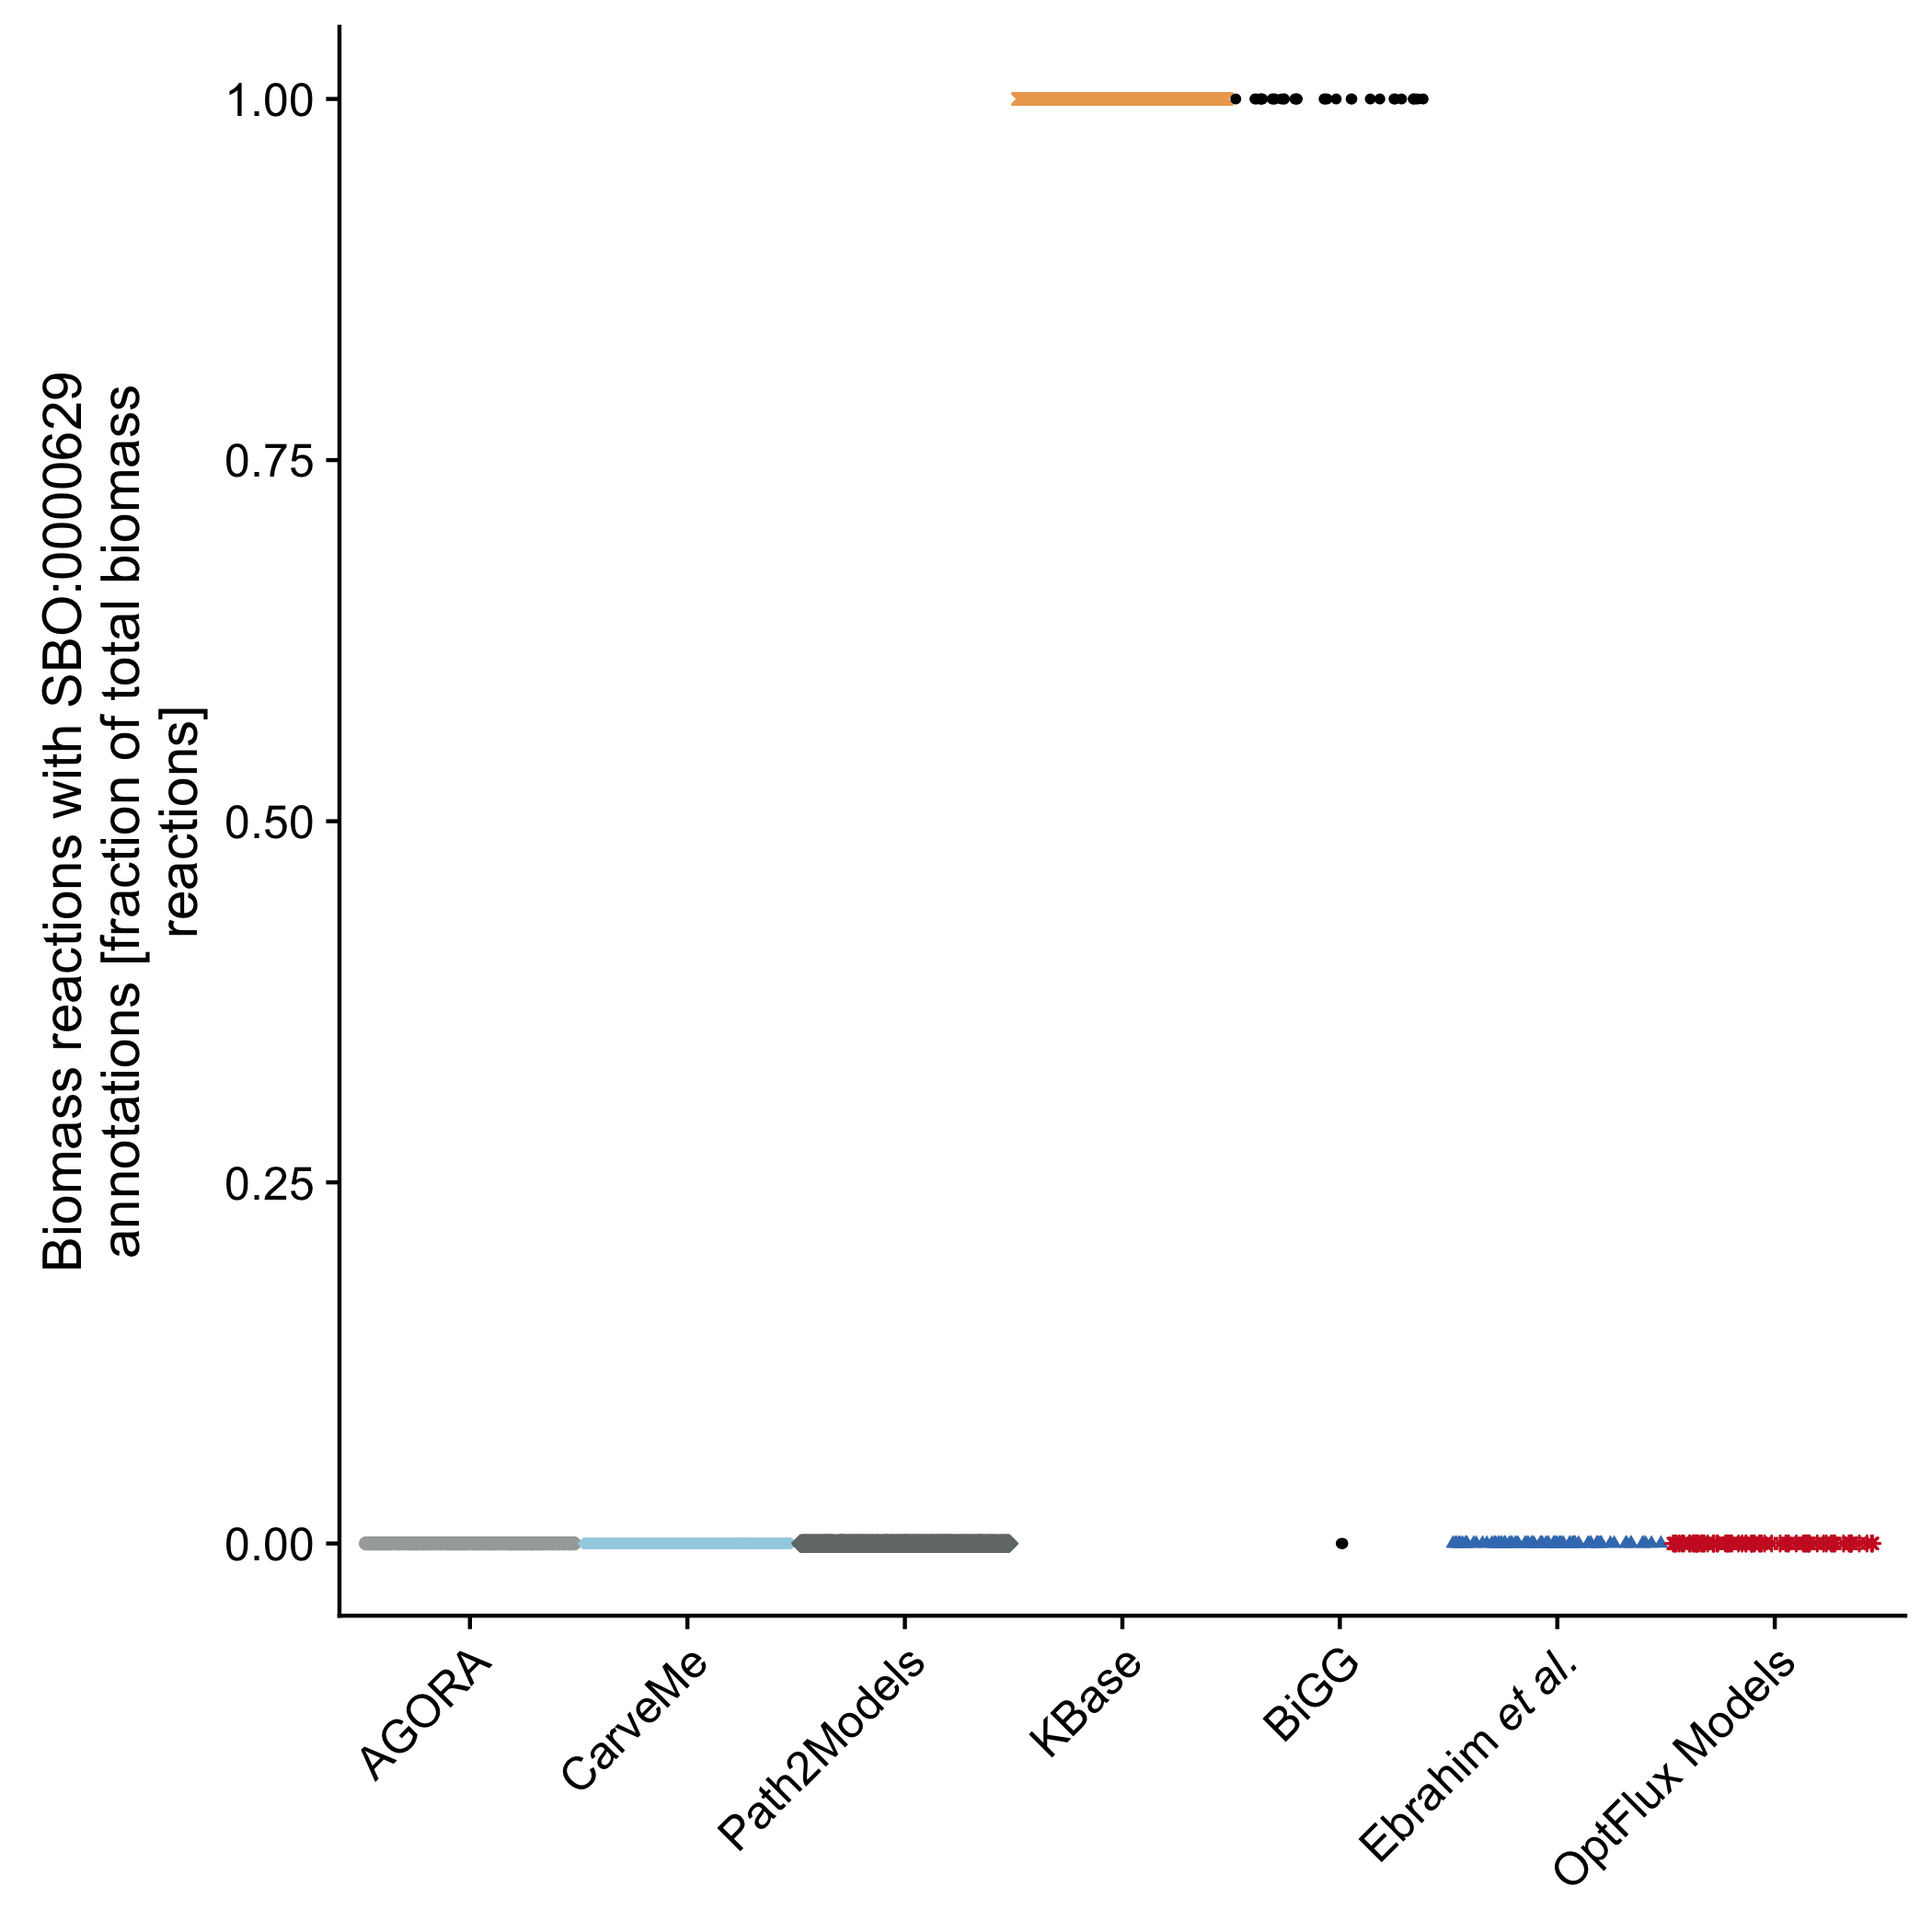 Biomass reactions with SBO:0000629
annotations [fraction of total biomass
reactions]
1.00
0.75
0.50
0.25
0.00
AGORA
CarveMe
Path2Models
KBase
BiGG
Ebrahim et al.
OptFlux Models